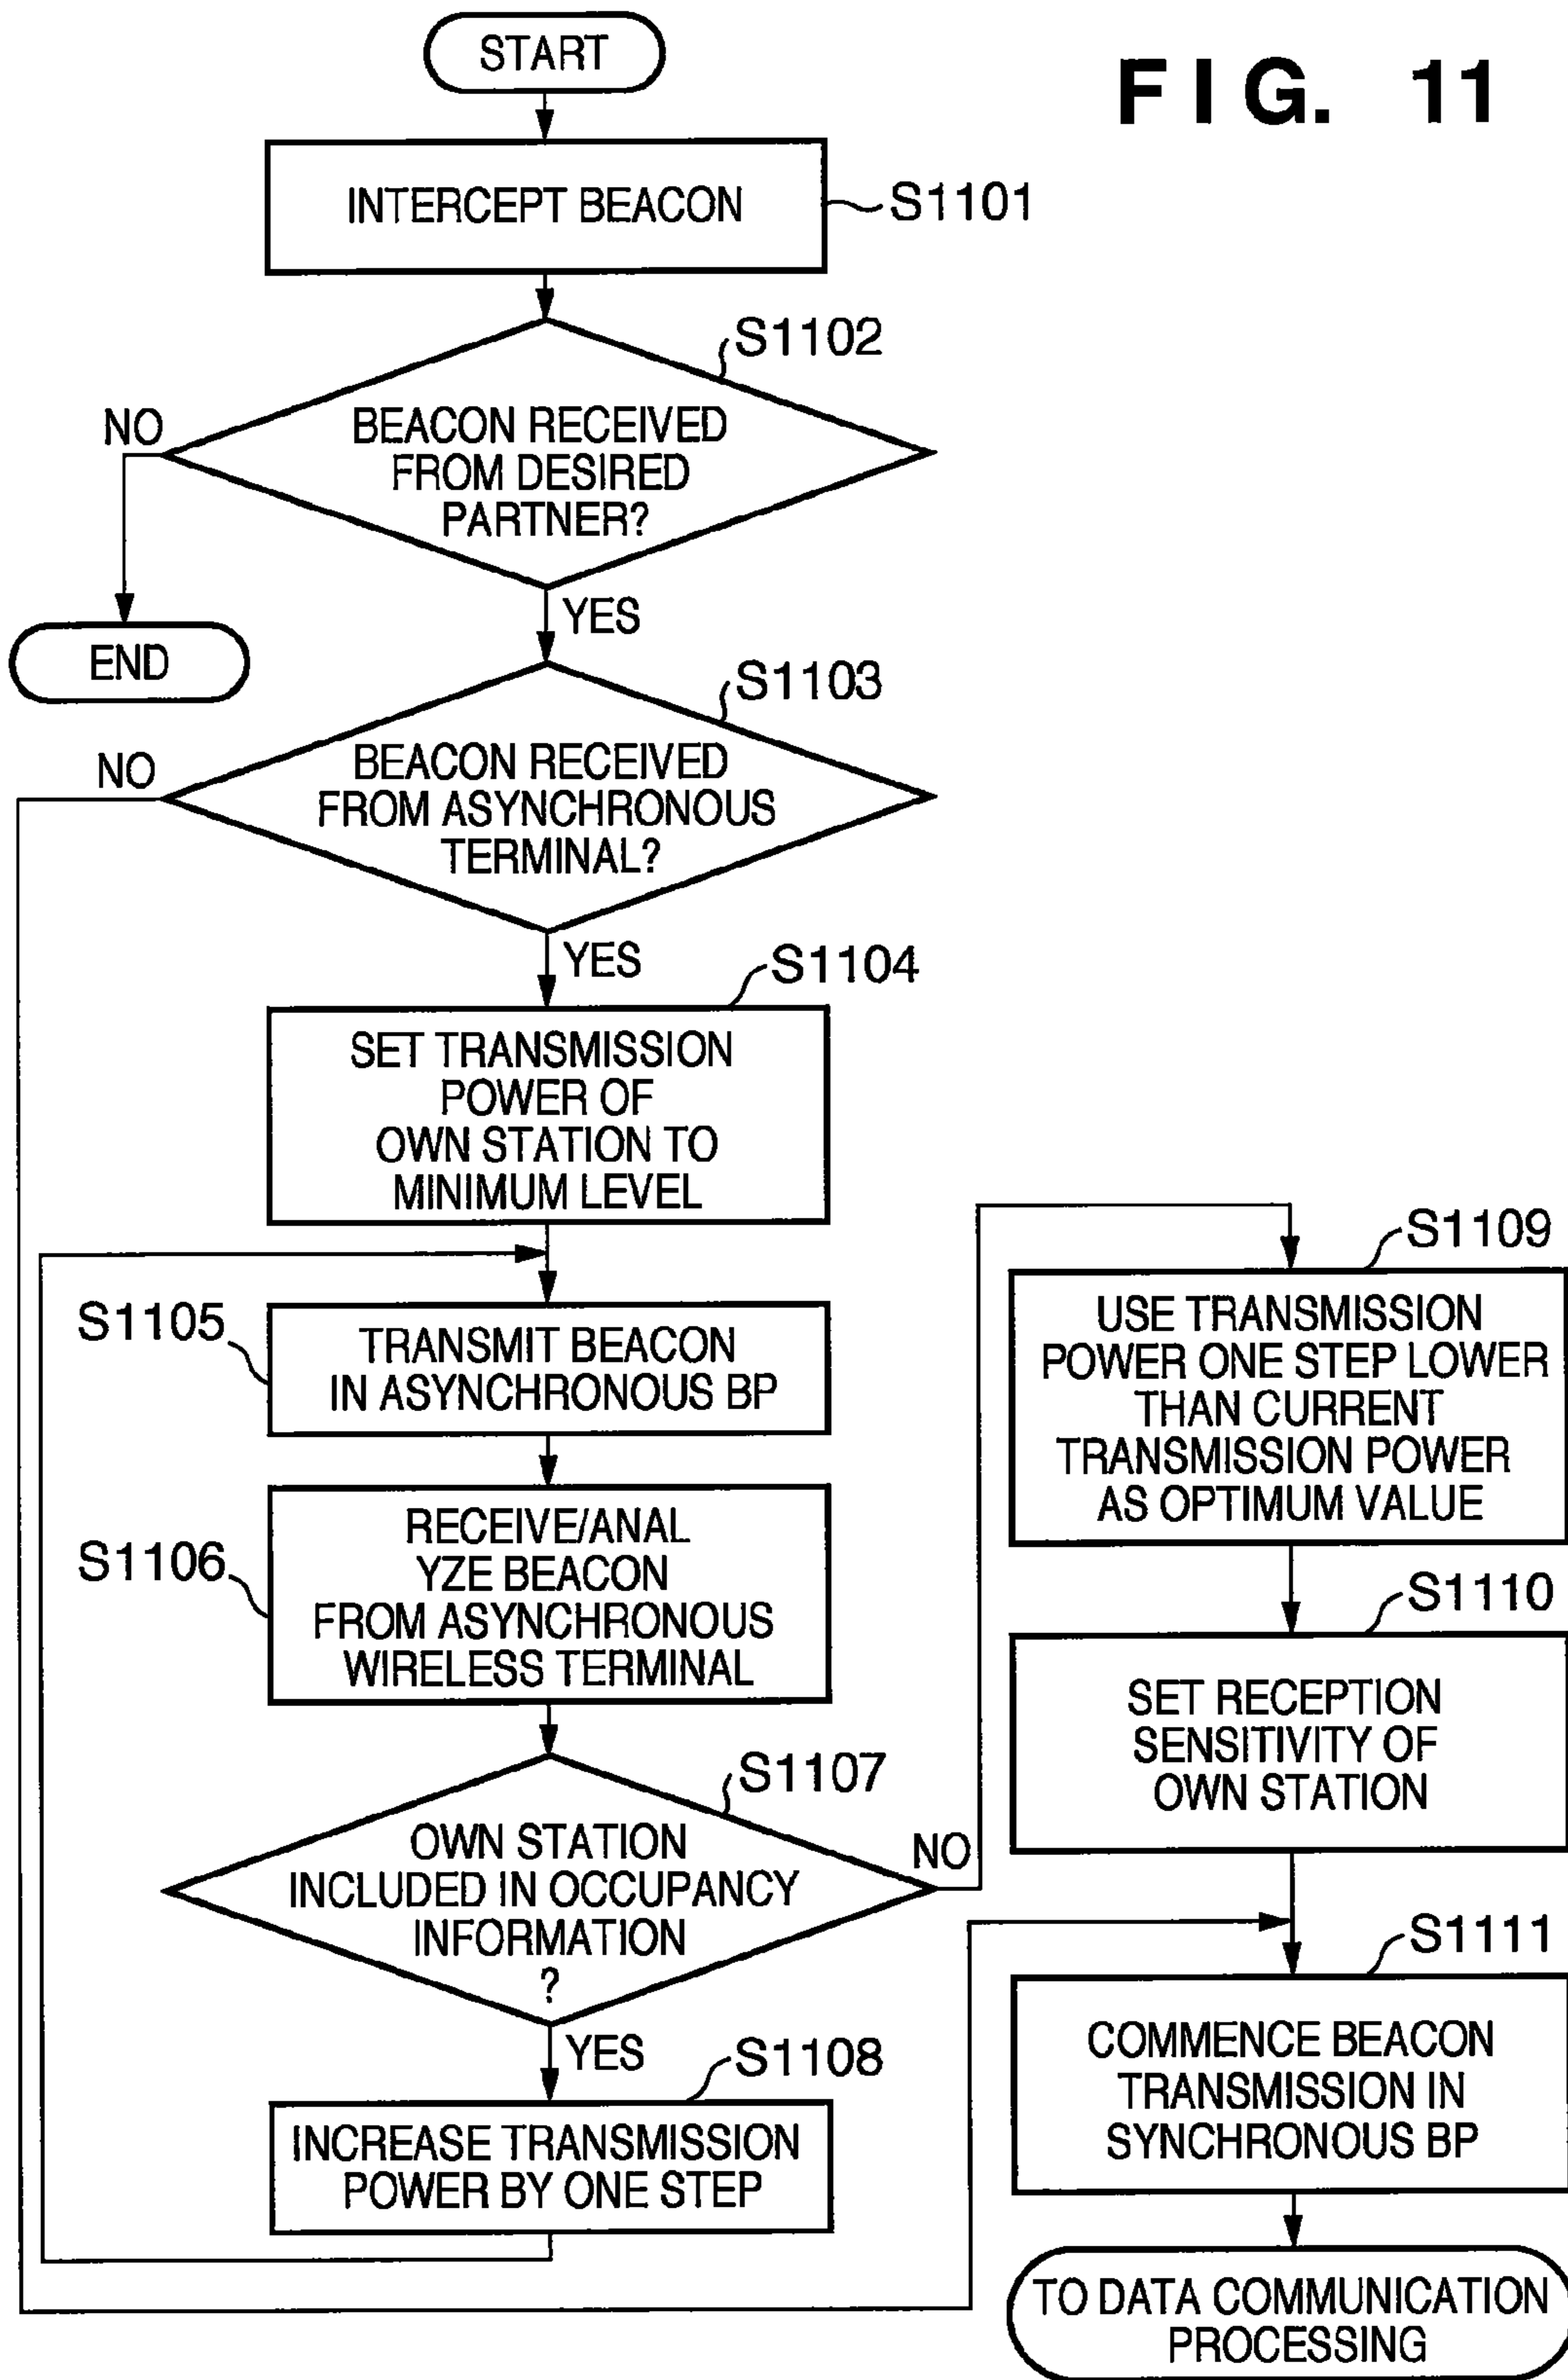 FIG. 11
START
INTERCEPT BEACON
S1101
S1102
BEACON RECEIVED
FROM DESIRED
PARTNER?
NO
YES
END
S1103
BEACON RECEIVED
FROM ASYNCHRONOUS
TERMINAL?
NO
YES
S1104
SET TRANSMISSION
POWER OF
OWN STATION TO
MINIMUM LEVEL
S1105
TRANSMIT BEACON
IN ASYNCHRONOUS BP
S1106
RECEIVE/ANAL
YZE BEACON
FROM ASYNCHRONOUS
WIRELESS TERMINAL
S1107
OWN STATION
INCLUDED IN OCCUPANCY
INFORMATION
?
NO
YES
S1108
INCREASE TRANSMISSION
POWER BY ONE STEP
S1109
USE TRANSMISSION
POWER ONE STEP LOWER
THAN CURRENT
TRANSMISSION POWER
AS OPTIMUM VALUE
S1110
SET RECEPTION
SENSITIVITY OF
OWN STATION
S1111
COMMENCE BEACON
TRANSMISSION IN
SYNCHRONOUS BP
TO DATA COMMUNICATION
PROCESSING